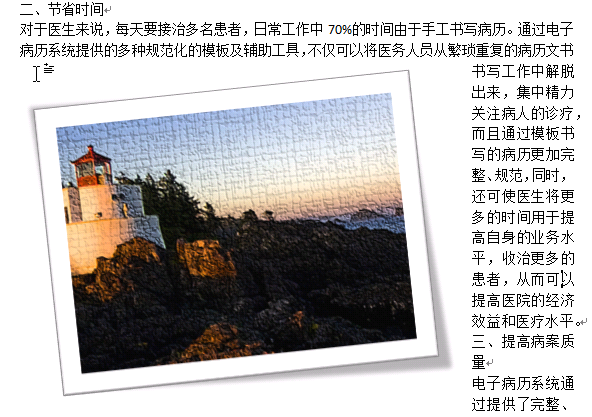 二、节省时间
对于医生来说，每天要接治多名患者，日常工作中 70%的时间由于手工书写病历。通过电子
病历系统提供的多种规范化的模板及辅助工具，不仅可以将医务人员从繁琐重复的病历文书
书写工作中解脱
出来，集中精力
关注病人的诊疗，
而且通过模板书
写的病历更加完
整、规范，同时，
还可使医生将更
多的时间用于提
高自身的业务水
平，收治更多的
患者，从而可以
提高医院的经济
效益和医疗水平。
三、提高病案质
量
电子病历系统通
过提供了完整、